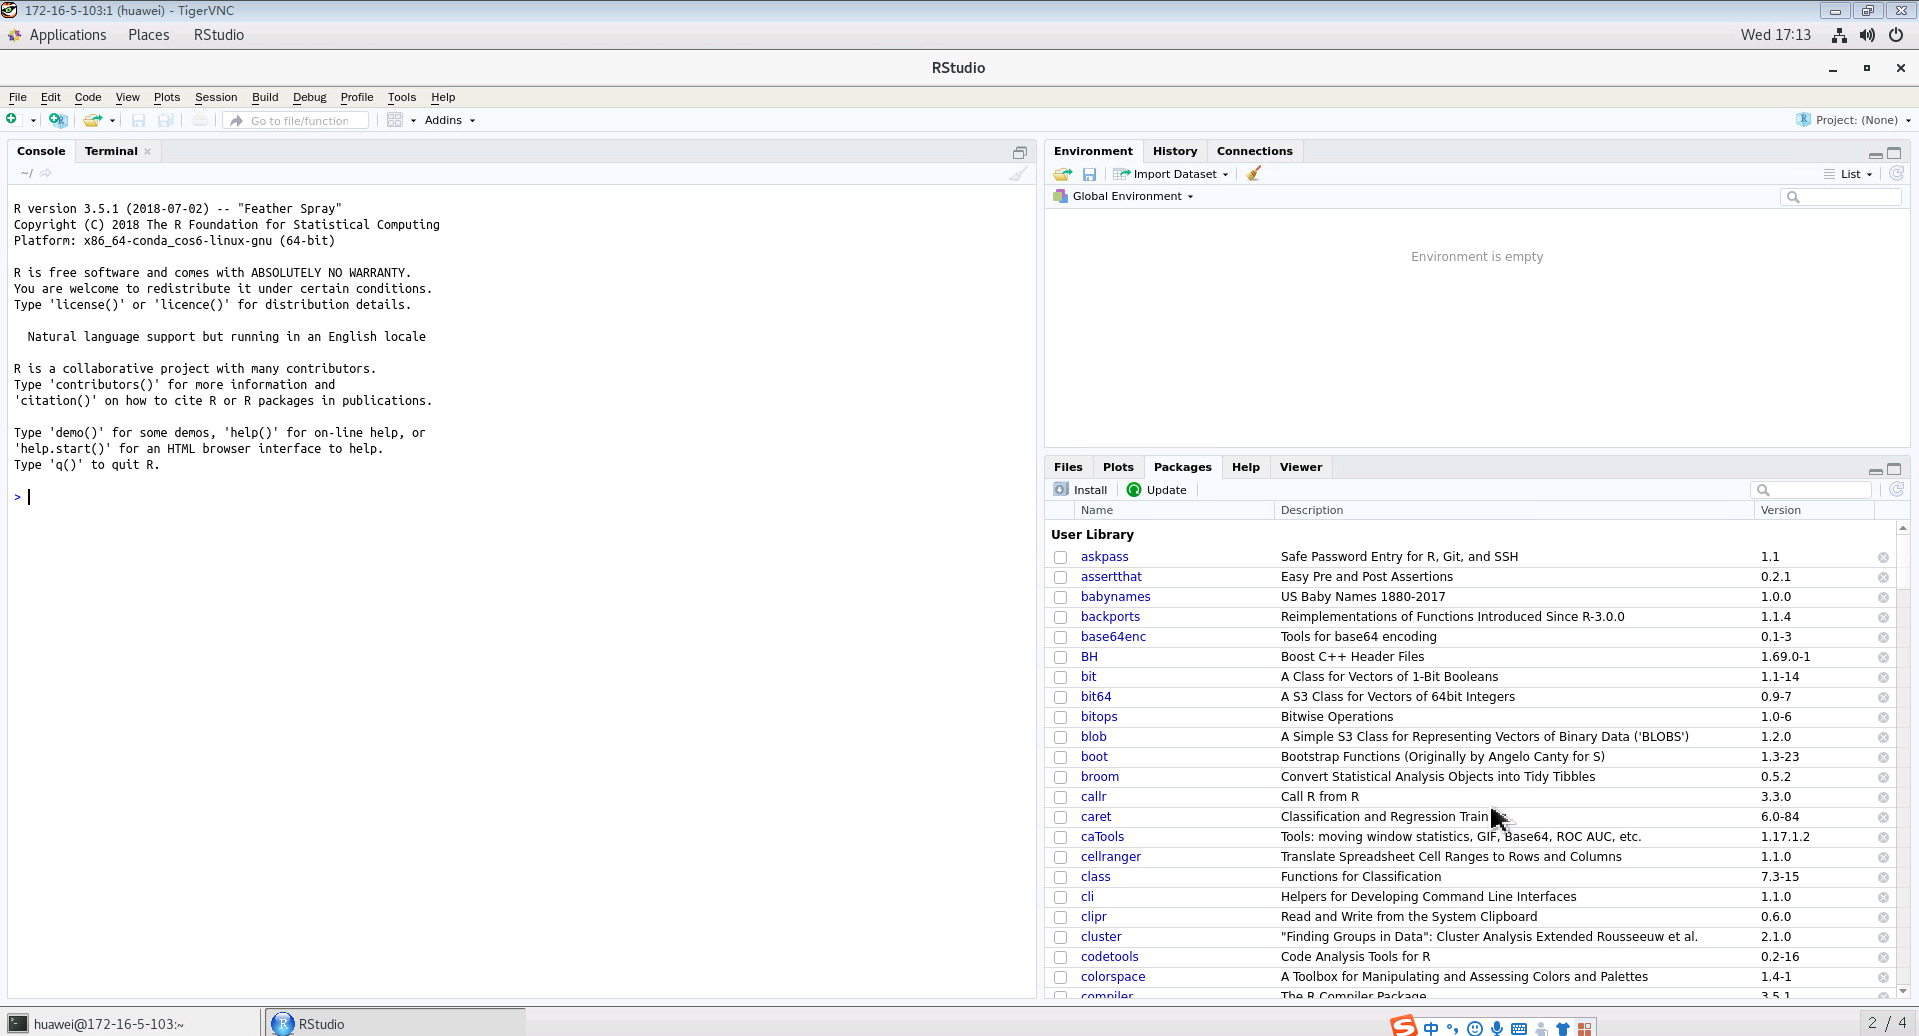 172-16-5-103:1 (huawei) - TigerVNC
Applications Places RStudio Wed 17:13
RStudio
File Edit Code View Plots Session Build Debug Profile Tools Help
Go to file/function Addins Project: (None)
Console Terminal
~/
R version 3.5.1 (2018-07-02) -- "Feather Spray"
Copyright (C) 2018 The R Foundation for Statistical Computing
Platform: x86_64-conda_cos6-linux-gnu (64-bit)
R is free software and comes with ABSOLUTELY NO WARRANTY.
You are welcome to redistribute it under certain conditions.
Type 'license()' or 'licence()' for distribution details.
Natural language support but running in an English locale
R is a collaborative project with many contributors.
Type 'contributors()' for more information and
'citation()' on how to cite R or R packages in publications.
Type 'demo()' for some demos, 'help()' for on-line help, or
'help.start()' for an HTML browser interface to help.
Type 'q()' to quit R.
>
Environment History Connections
Import Dataset List
Global Environment
Environment is empty
Files Plots Packages Help Viewer
Install Update
Name Description Version
User Library
askpass Safe Password Entry for R, Git, and SSH 1.1
assertthat Easy Pre and Post Assertions 0.2.1
babynames US Baby Names 1880-2017 1.0.0
backports Reimplementations of Functions Introduced Since R-3.0.0 1.1.4
base64enc Tools for base64 encoding 0.1-3
BH Boost C++ Header Files 1.69.0-1
bit A Class for Vectors of 1-Bit Booleans 1.1-14
bit64 A S3 Class for Vectors of 64bit Integers 0.9-7
bitops Bitwise Operations 1.0-6
blob A Simple S3 Class for Representing Vectors of Binary Data ('BLOBS') 1.2.0
boot Bootstrap Functions (Originally by Angelo Canty for S) 1.3-23
broom Convert Statistical Analysis Objects into Tidy Tibbles 0.5.2
callr Call R from R 3.3.0
caret Classification and Regression 6.0-84
caTools Tools: moving window statistics, GIF, Base64, ROC AUC, etc. 1.17.1.2
cellranger Translate Spreadsheet Cell Ranges to Rows and Columns 1.1.0
class Functions for Classification 7.3-15
cli Helpers for Developing Command Line Interfaces 1.1.0
clipr Read and Write from the System Clipboard 0.6.0
cluster "Finding Groups in Data": Cluster Analysis Extended Rousseeuw et al. 2.1.0
codetools Code Analysis Tools for R 0.2-16
colorspace A Toolbox for Manipulating and Assessing Colors and Palettes 1.4-1
compiler The R Compiler Package 3.5.1
huawei@172-16-5-103:~ RStudio 中 2 / 4